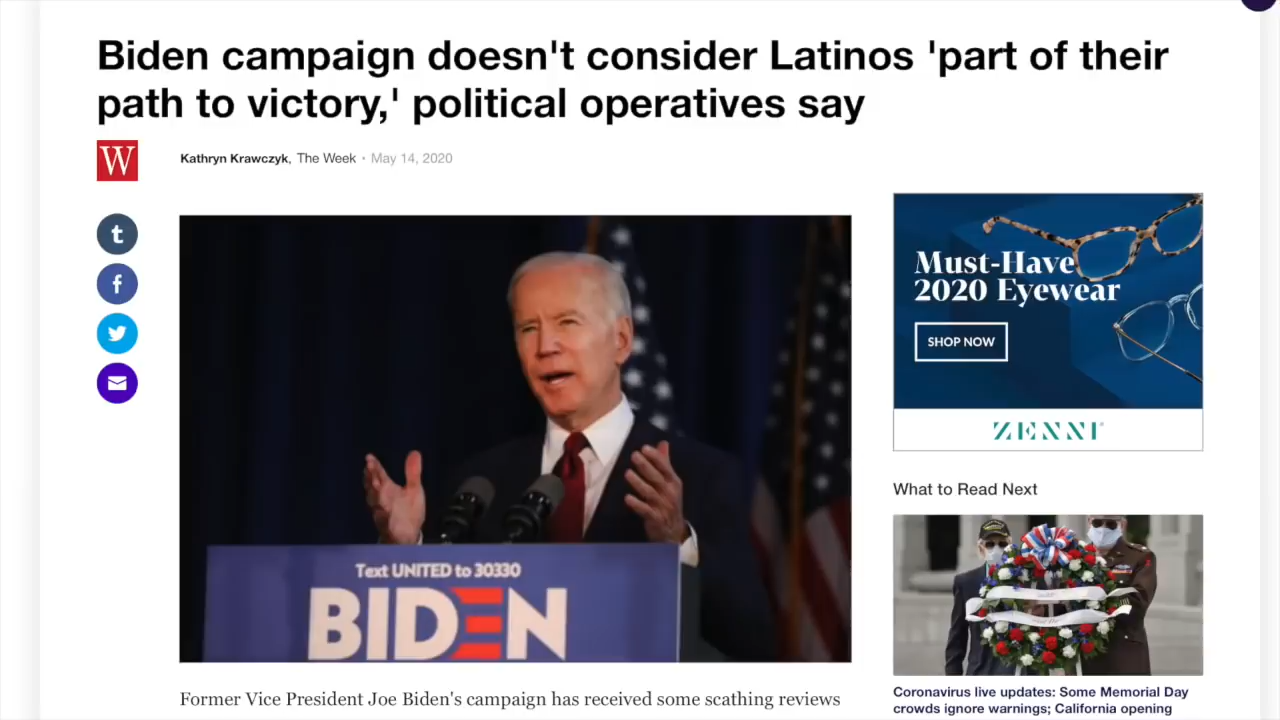 Biden campaign doesn't consider Latinos 'part of their
path to victory,' political operatives say
W
Kathryn Krawczyk, The Week • May 14, 2020
t
f
Must-Have
2020 Eyewear
SHOP NOW
ZENNI
What to Read Next
Text UNITED to 30330
BIDEN
Former Vice President Joe Biden's campaign has received some scathing reviews
Coronavirus live updates: Some Memorial Day
crowds ignore warnings; California opening